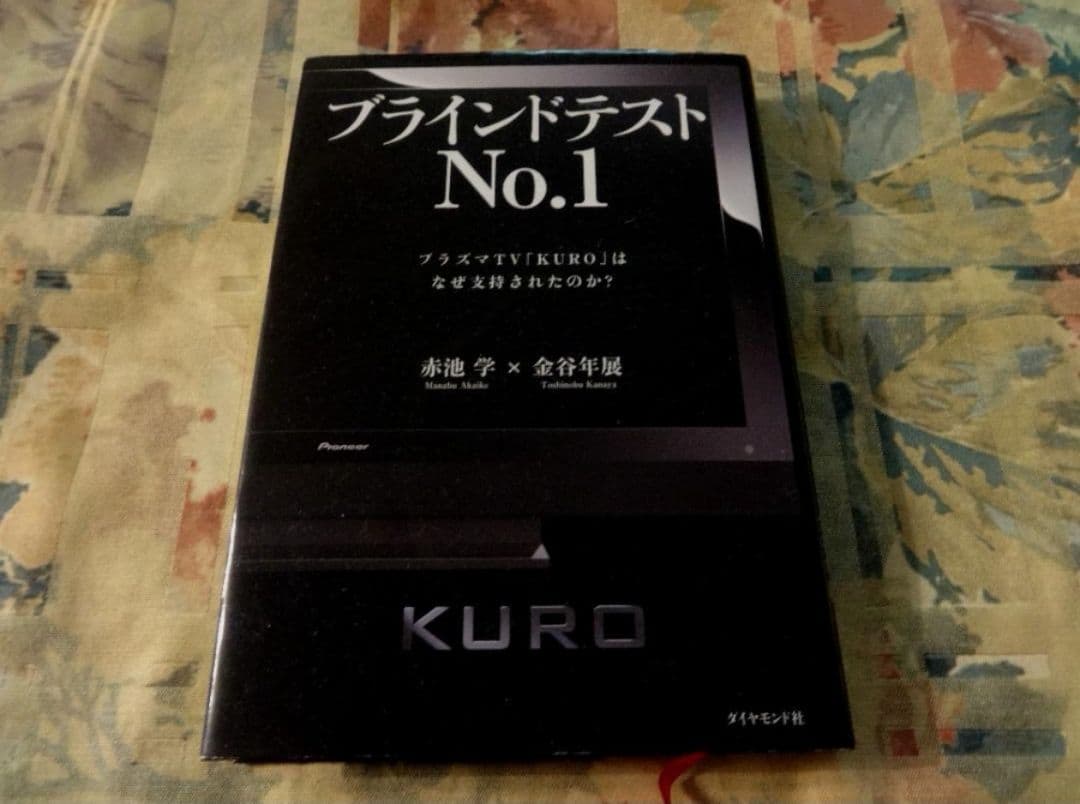 ブラインドテスト
No.1
プラズマTV「KURO」は
なぜ支持されたのか?
赤池 学 × 金谷年展
Manabu Akaike Toshinobu Kanaya
Pioneer
KURO
ダイヤモンド社